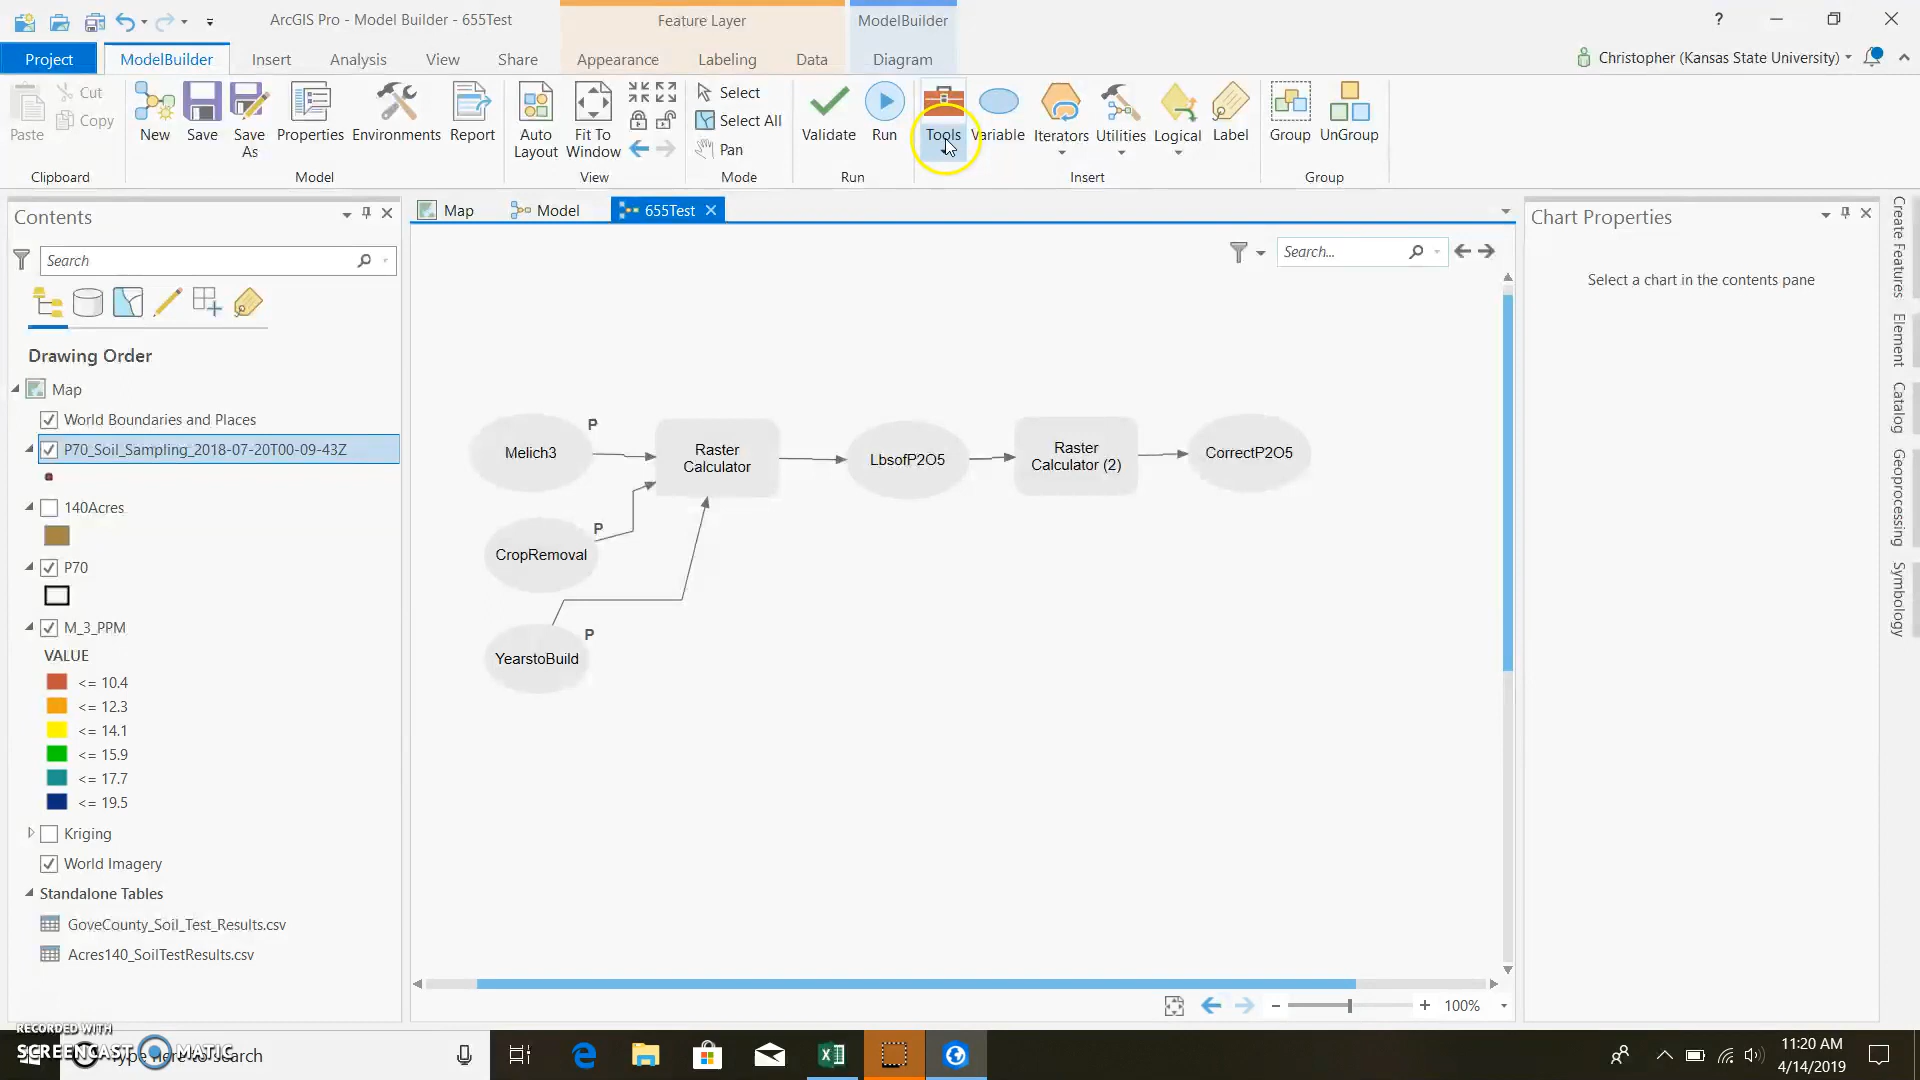 ArcGIS Pro - Model Builder - 655Test
Feature Layer
ModelBuilder
?
Project
ModelBuilder
Insert
Analysis
View
Share
Appearance
Labeling
Data
Diagram
Christopher (Kansas State University)
Paste
Cut
Copy
Clipboard
New
Save
Save As
Properties
Environments
Report
Model
Auto Layout
Fit To Window
View
Select
Select All
Pan
Mode
Validate
Run
Run
Tools
Variable
Iterators
Utilities
Logical
Label
Insert
Group
UnGroup
Group
Contents
Search
Drawing Order
Map
World Boundaries and Places
P70_Soil_Sampling_2018-07-20T00-09-43Z
140Acres
P70
M_3_PPM
VALUE
<= 10.4
<= 12.3
<= 14.1
<= 15.9
<= 17.7
<= 19.5
Kriging
World Imagery
Standalone Tables
GoveCounty_Soil_Test_Results.csv
Acres140_SoilTestResults.csv
Map
Model
655Test
Search...
Melich3
P
Raster Calculator
LbsofP2O5
Raster Calculator (2)
CorrectP2O5
CropRemoval
P
YearstoBuild
P
100%
Chart Properties
Select a chart in the contents pane
Create Features
Element
Catalog
Geoprocessing
Symbology
RECORDED WITH
SCREENCAST MATIC
Type here to search
11:20 AM
4/14/2019